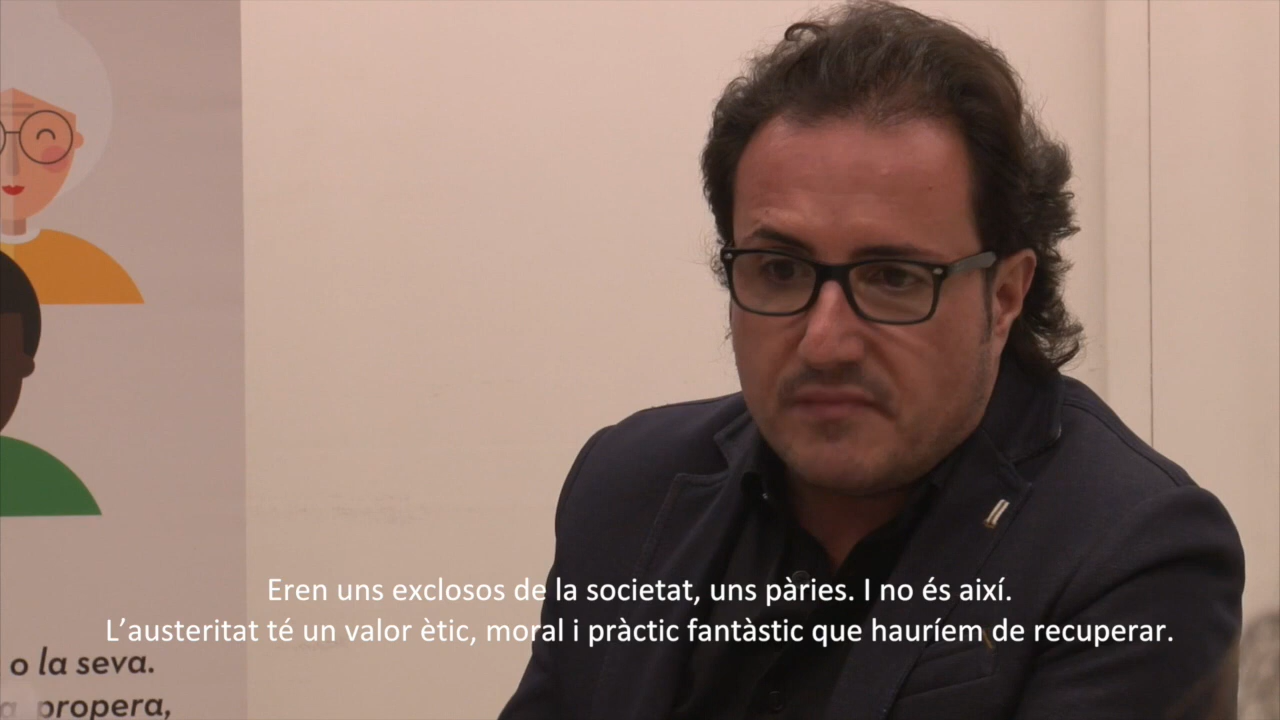 Eren uns exclosos de la societat, uns pàries. I no és així.
L’austeritat té un valor ètic, moral i pràctic fantàstic que hauríem de recuperar.
o la seva.
a propera,